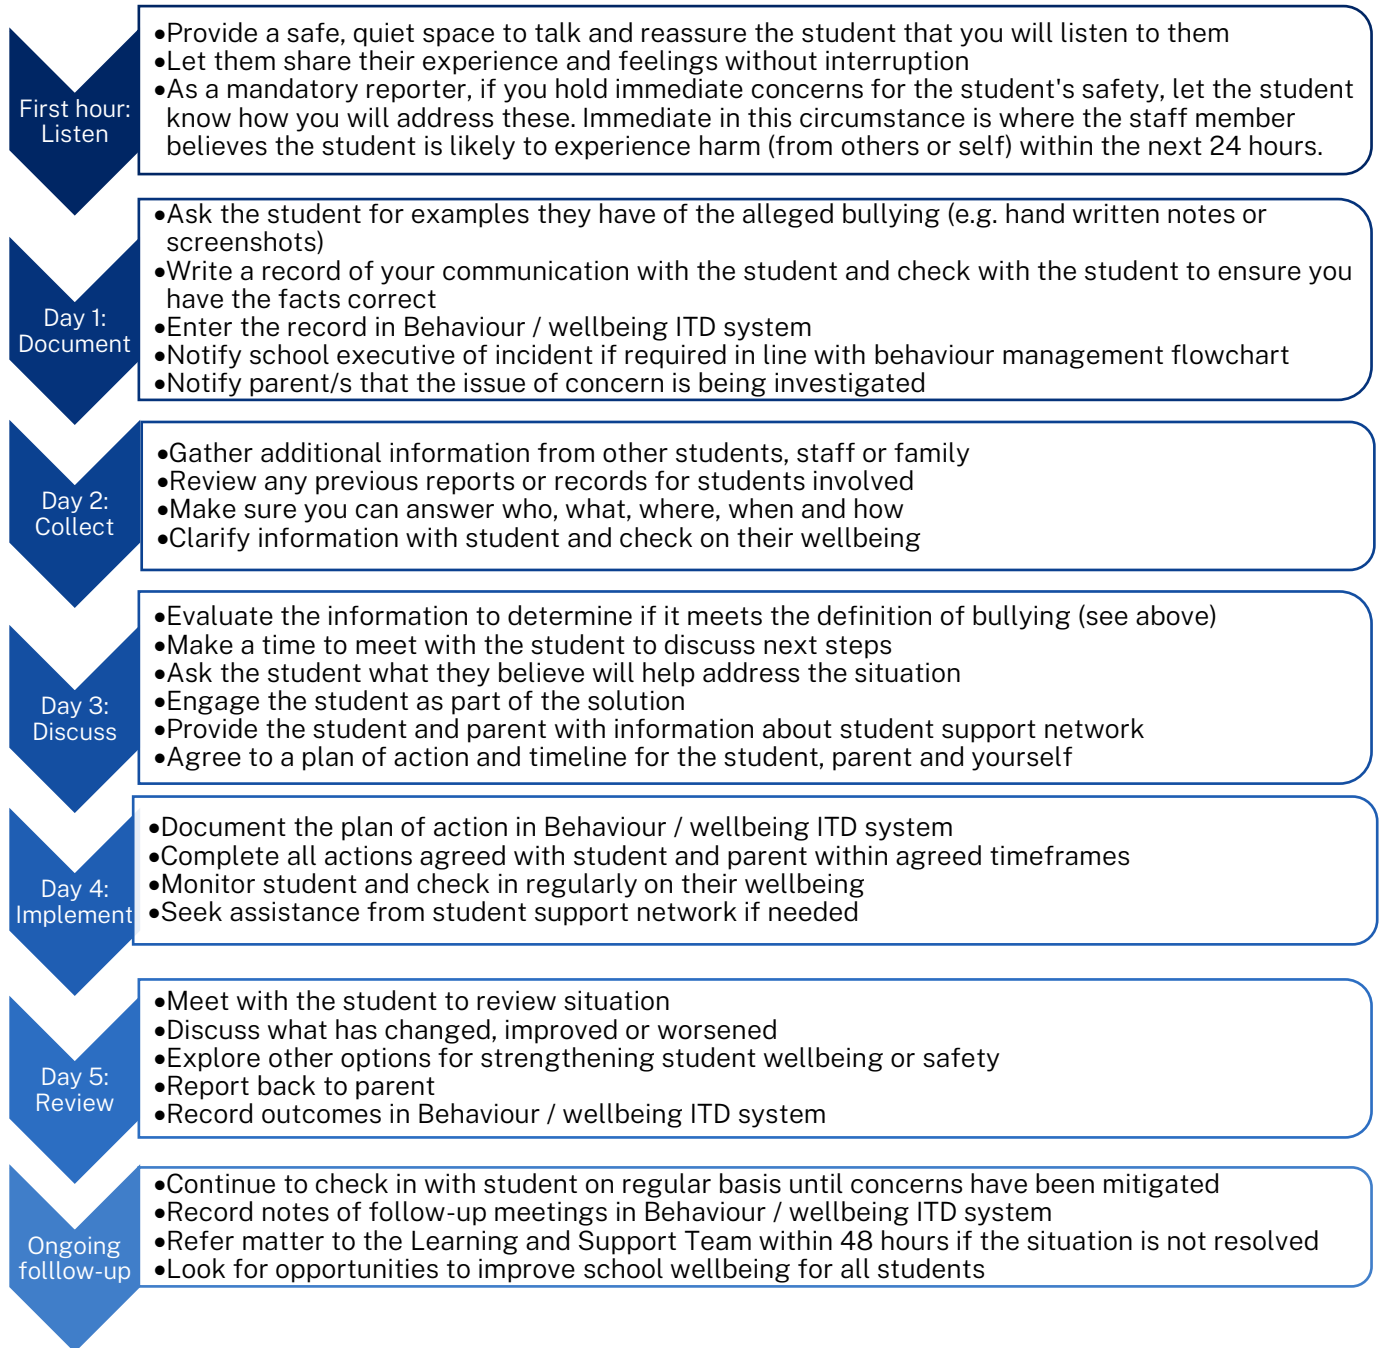 First hour:
Listen
•Provide a safe, quiet space to talk and reassure the student that you will listen to them
•Let them share their experience and feelings without interruption
•As a mandatory reporter, if you hold immediate concerns for the student's safety, let the student
know how you will address these. Immediate in this circumstance is where the staff member
believes the student is likely to experience harm (from others or self) within the next 24 hours.
Day 1:
Document
•Ask the student for examples they have of the alleged bullying (e.g. hand written notes or
screenshots)
•Write a record of your communication with the student and check with the student to ensure you
have the facts correct
•Enter the record in Behaviour / wellbeing ITD system
•Notify school executive of incident if required in line with behaviour management flowchart
•Notify parent/s that the issue of concern is being investigated
Day 2:
Collect
•Gather additional information from other students, staff or family
•Review any previous reports or records for students involved
•Make sure you can answer who, what, where, when and how
•Clarify information with student and check on their wellbeing
Day 3:
Discuss
•Evaluate the information to determine if it meets the definition of bullying (see above)
•Make a time to meet with the student to discuss next steps
•Ask the student what they believe will help address the situation
•Engage the student as part of the solution
•Provide the student and parent with information about student support network
•Agree to a plan of action and timeline for the student, parent and yourself
Day 4:
Implement
•Document the plan of action in Behaviour / wellbeing ITD system
•Complete all actions agreed with student and parent within agreed timeframes
•Monitor student and check in regularly on their wellbeing
•Seek assistance from student support network if needed
Day 5:
Review
•Meet with the student to review situation
•Discuss what has changed, improved or worsened
•Explore other options for strengthening student wellbeing or safety
•Report back to parent
•Record outcomes in Behaviour / wellbeing ITD system
Ongoing
folllow-up
•Continue to check in with student on regular basis until concerns have been mitigated
•Record notes of follow-up meetings in Behaviour / wellbeing ITD system
•Refer matter to the Learning and Support Team within 48 hours if the situation is not resolved
•Look for opportunities to improve school wellbeing for all students